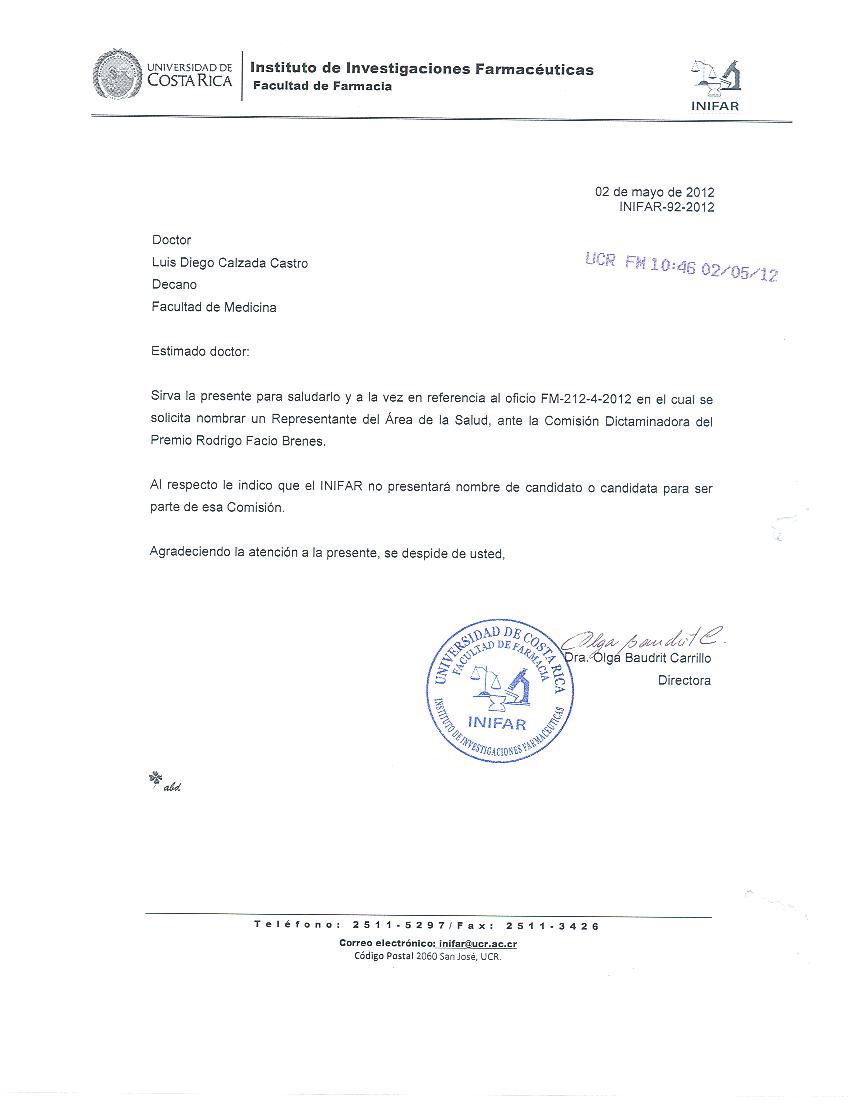 UNIVERSIDAD DE
COSTA RICA
Instituto de Investigaciones Farmacéuticas
Facultad de Farmacia
INIFAR
02 de mayo de 2012
INIFAR-92-2012
UCR FM 10:46 02/05/12
Doctor
Luis Diego Calzada Castro
Decano
Facultad de Medicina
Estimado doctor:
Sirva la presente para saludarlo y a la vez en referencia al oficio FM-212-4-2012 en el cual se
solicita nombrar un Representante del Área de la Salud, ante la Comisión Dictaminadora del
Premio Rodrigo Facio Brenes.
Al respecto le indico que el INIFAR no presentará nombre de candidato o candidata para ser
parte de esa Comisión.
Agradeciendo la atención a la presente, se despide de usted,
Olga Baudrit C.
Dra. Olga Baudrit Carrillo
Directora
UNIVERSIDAD DE COSTA RICA
FACULTAD DE FARMACIA
INIFAR
INSTITUTO DE INVESTIGACIONES FARMACEUTICAS
abd
Teléfono: 2511-5297/Fax: 2511-3426
Correo electrónico: inifar@ucr.ac.cr
Código Postal 2060 San José, UCR.